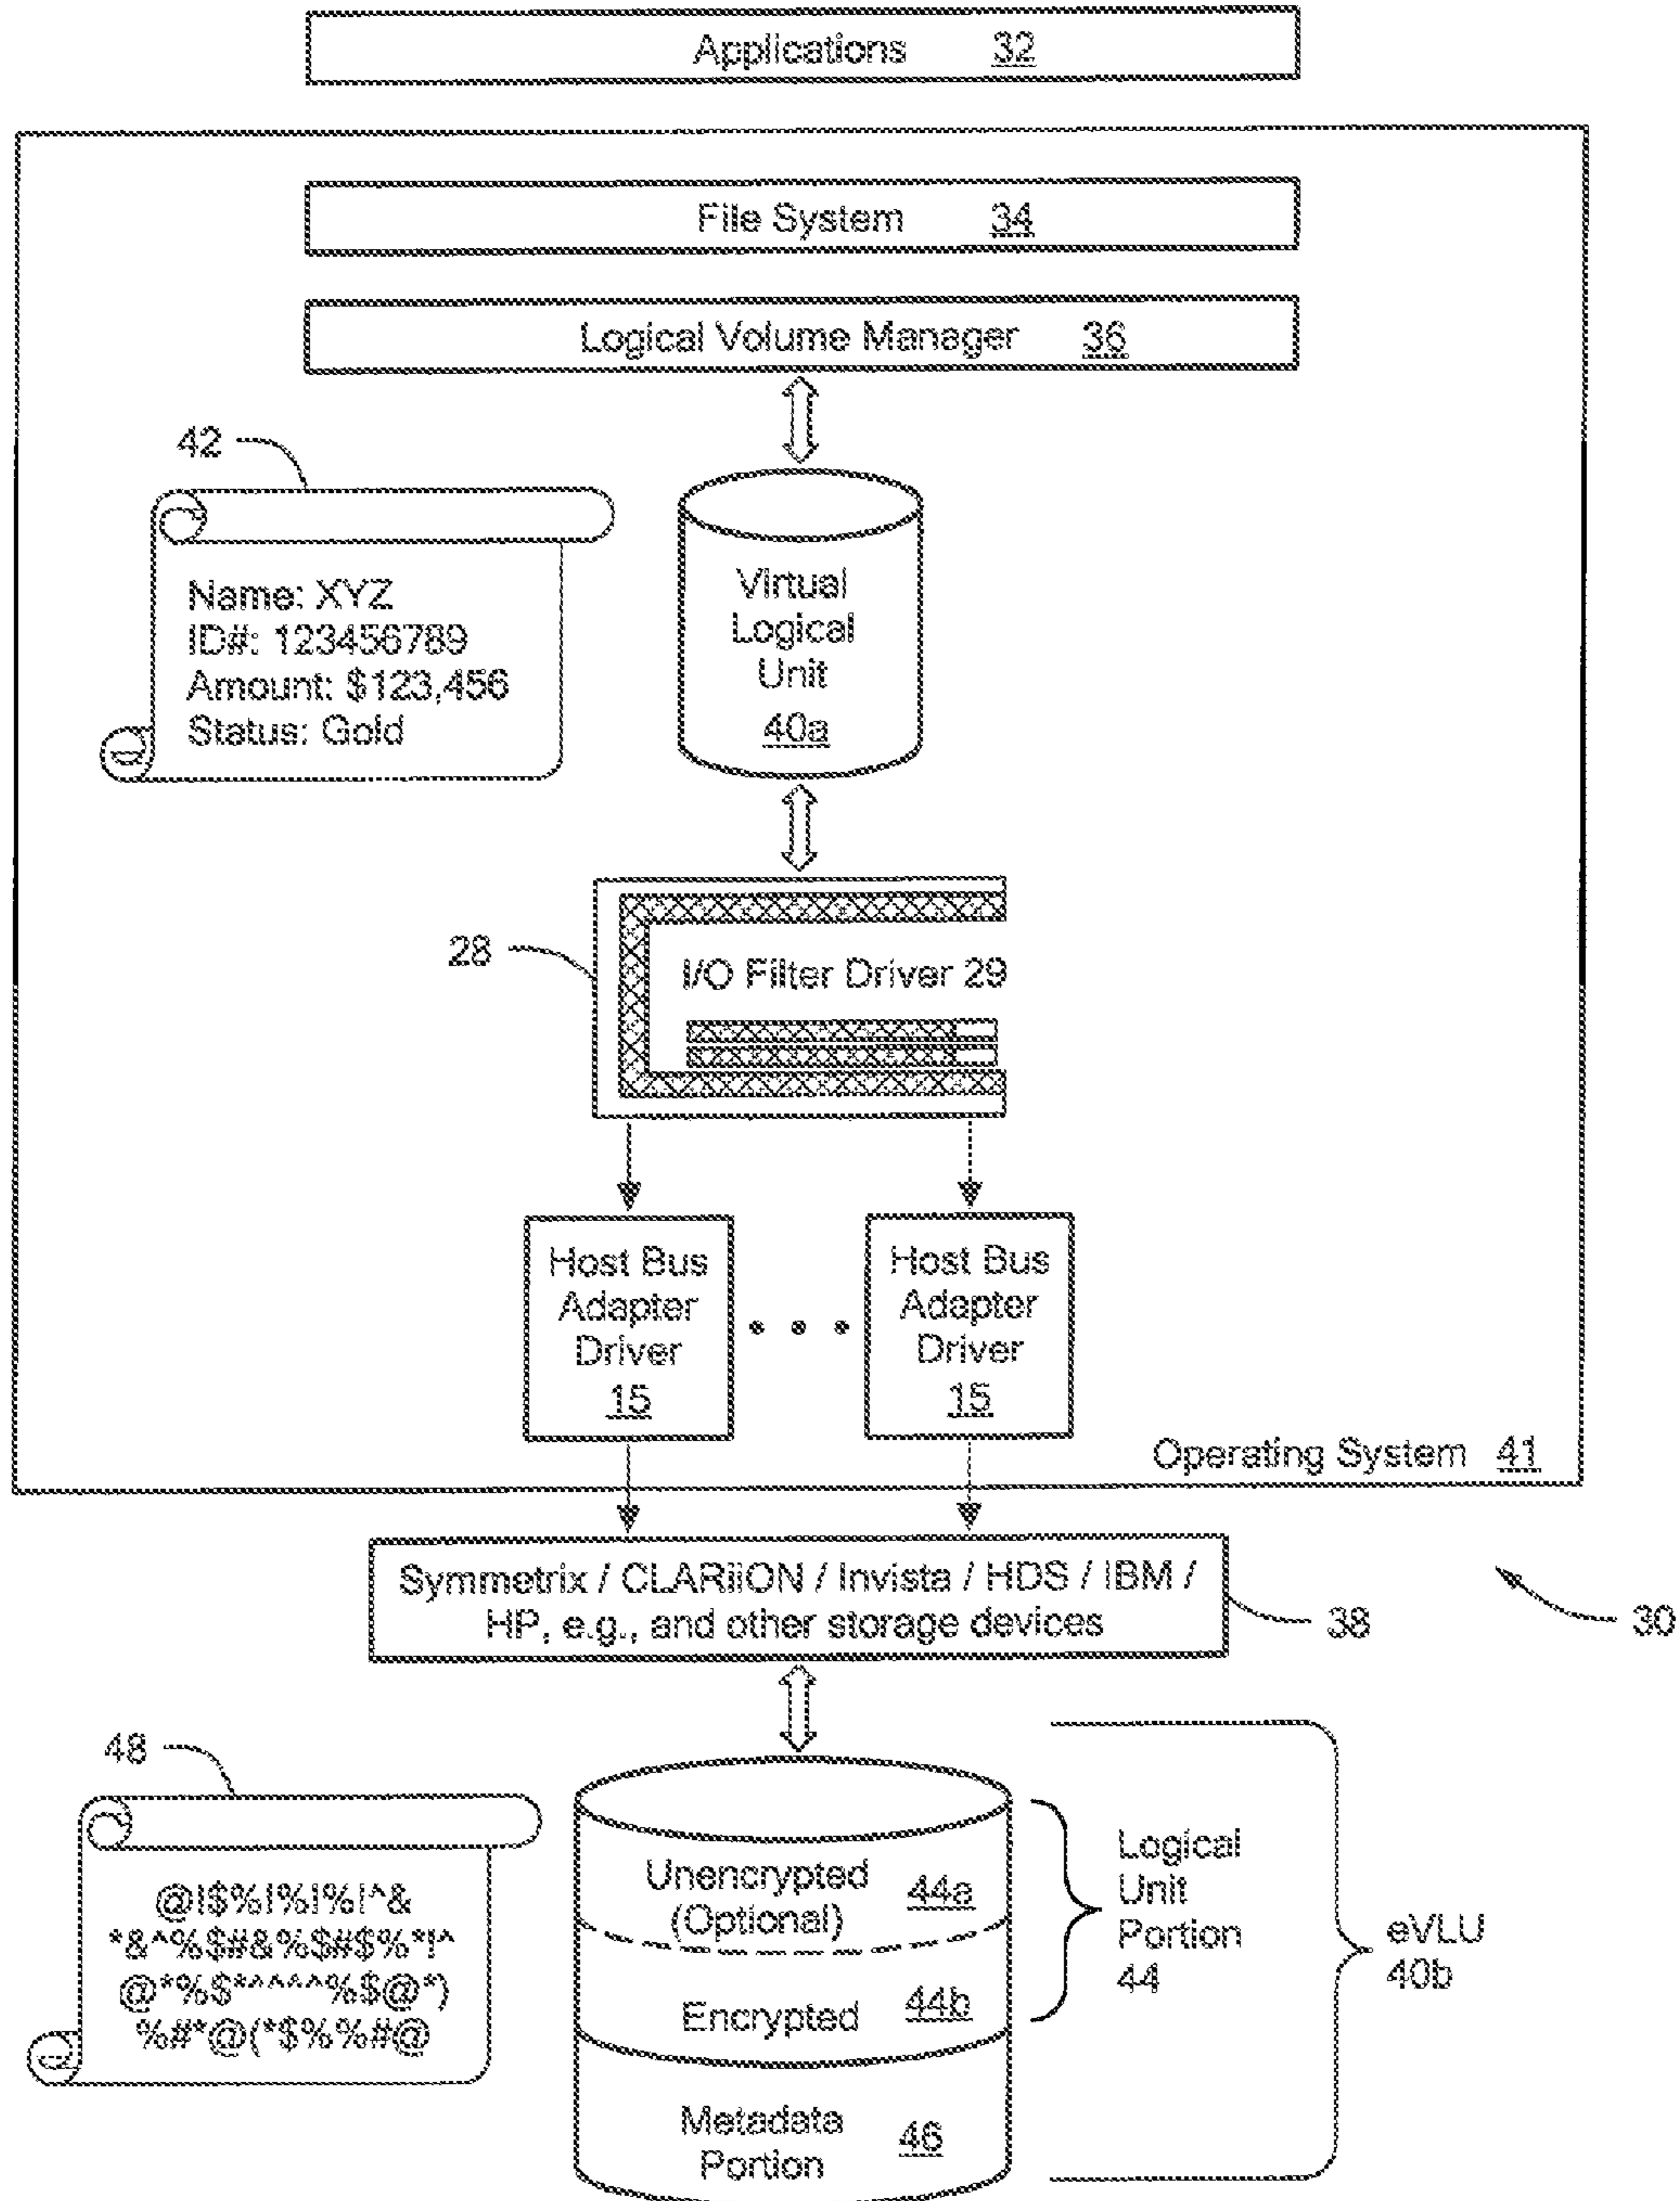 Applications 32
File System 34
Logical Volume Manager 36
42
Name: XYZ
ID#: 123456789
Amount: $123,456
Status: Gold
Virtual
Logical
Unit
40a
28
I/O Filter Driver 29
Host Bus
Adapter
Driver
15
Host Bus
Adapter
Driver
15
Operating System 41
Symmetrix / CLARiiON / Invista / HDS / IBM /
HP, e.g., and other storage devices
38
30
48
@!$%!%!%!^&
*&^%$#&%$#$%*!^
@*%$*^^^^%$@*)
%#*@(*$%%#@
Unencrypted 44a
(Optional)
Encrypted 44b
Metadata
Portion 46
Logical
Unit
Portion
44
eVLU
40b